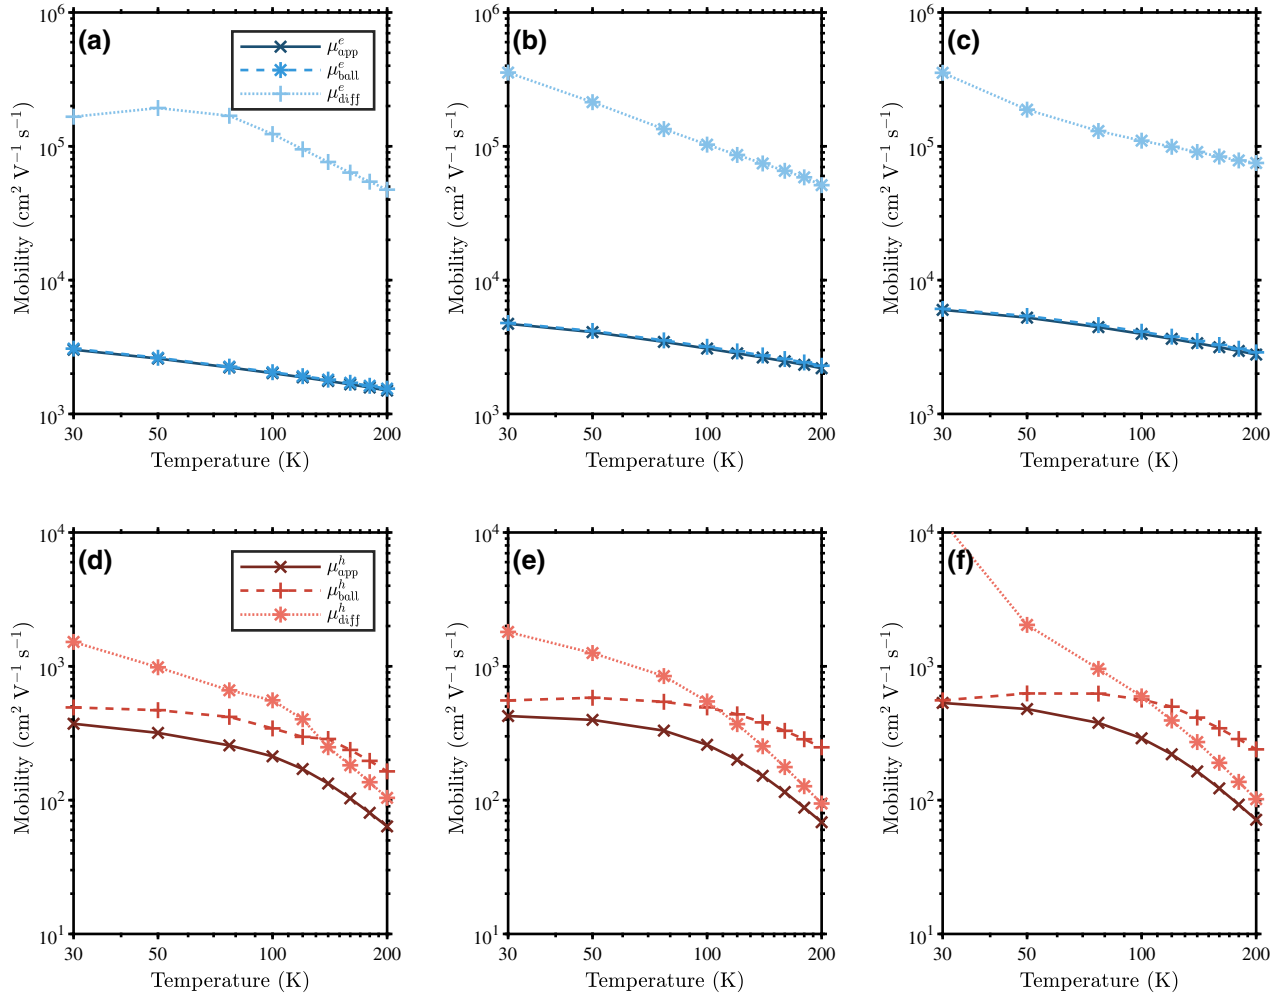 (a)
μ^e_app
μ^e_ball
μ^e_diff
10^6
10^5
10^4
10^3
Mobility (cm^2 V^−1 s^−1)
30 50 100 200
Temperature (K)
(b)
10^6
10^5
10^4
10^3
Mobility (cm^2 V^−1 s^−1)
30 50 100 200
Temperature (K)
(c)
10^6
10^5
10^4
10^3
Mobility (cm^2 V^−1 s^−1)
30 50 100 200
Temperature (K)
(d)
μ^h_app
μ^h_ball
μ^h_diff
10^4
10^3
10^2
10^1
Mobility (cm^2 V^−1 s^−1)
30 50 100 200
Temperature (K)
(e)
10^4
10^3
10^2
10^1
Mobility (cm^2 V^−1 s^−1)
30 50 100 200
Temperature (K)
(f)
10^4
10^3
10^2
10^1
Mobility (cm^2 V^−1 s^−1)
30 50 100 200
Temperature (K)